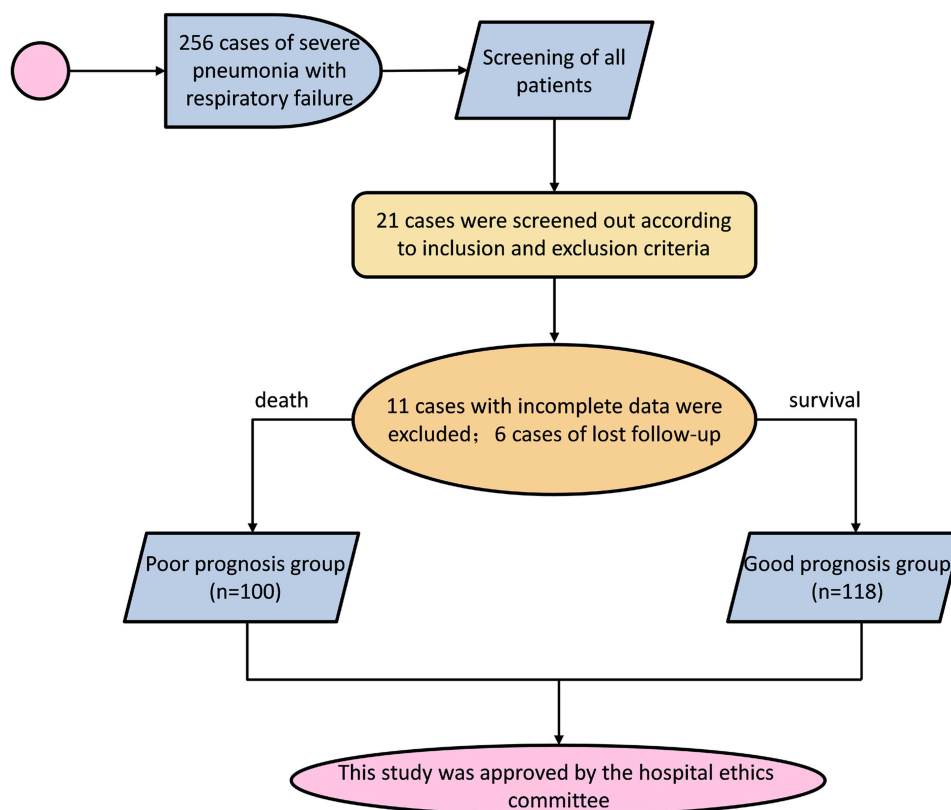 256 cases of severe
pneumonia with
respiratory failure
Screening of all
patients
21 cases were screened out according
to inclusion and exclusion criteria
death
survival
11 cases with incomplete data were
excluded；6 cases of lost follow-up
Poor prognosis group
(n=100)
Good prognosis group
(n=118)
This study was approved by the hospital ethics
committee